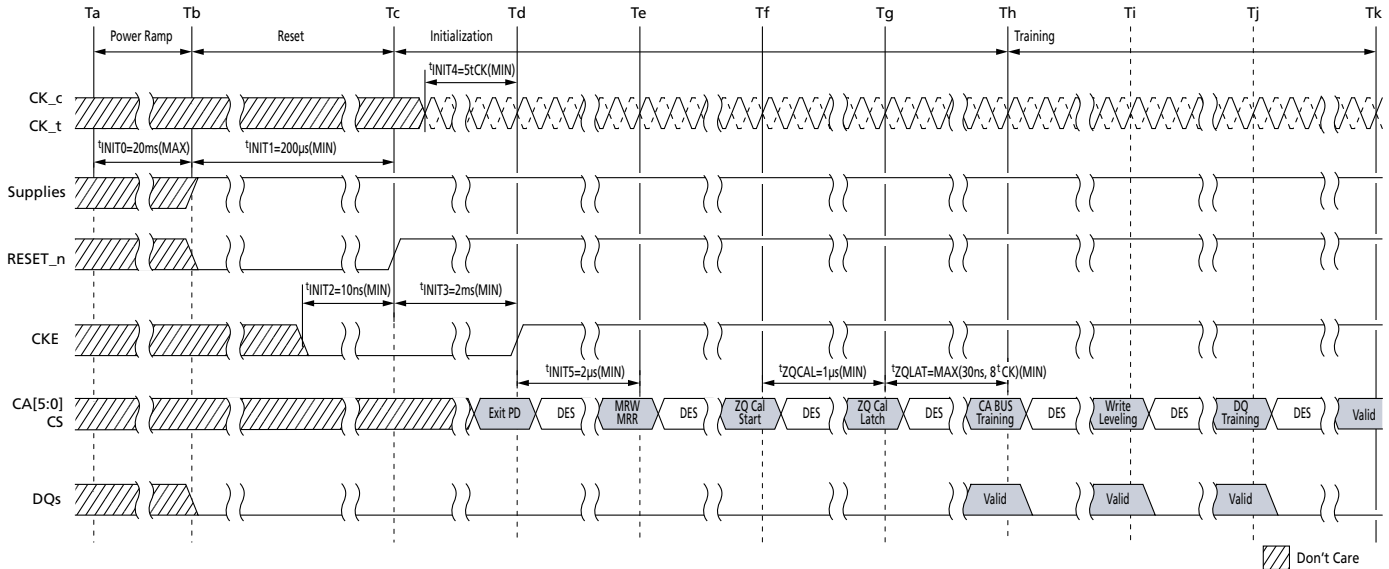 Ta Tb Tc Td Te Tf Tg Th Ti Tj Tk
Power Ramp Reset Initialization Training
tINIT4=5tCK(MIN)
CK_c
CK_t
tINIT0=20ms(MAX) tINIT1=200μs(MIN)
Supplies
RESET_n
tINIT2=10ns(MIN) tINIT3=2ms(MIN)
CKE
tINIT5=2μs(MIN) tZQCAL=1μs(MIN) tZQLAT=MAX(30ns, 8tCK)(MIN)
CA[5:0]
CS
Exit PD DES MRW MRR DES ZQ Cal Start DES ZQ Cal Latch DES CA BUS Training DES Write Leveling DES DQ Training DES Valid
DQs Valid Valid Valid
Don't Care